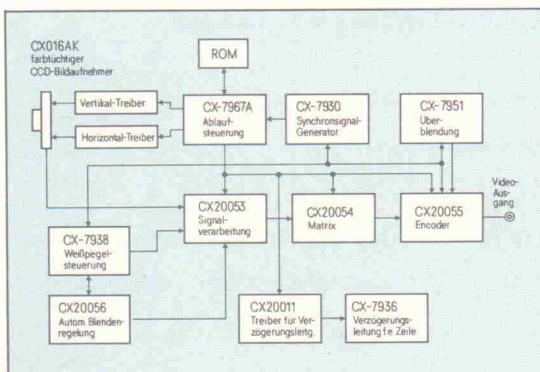 CX016AK
farbtüchtiger
CCD-Bildaufnehmer
ROM
Vertikal-Treiber
Horizontal-Treiber
CX-7967A
Ablauf-
steuerung
CX-7930
Synchronsignal-
Generator
CX-7951
Über-
blendung
Video-
Aus-
gang
CX-7938
Weißpegel-
steuerung
CX20053
Signal-
verarbeitung
CX20054
Matrix
CX20055
Encoder
CX20056
Autom. Blenden-
regelung
CX20011
Treiber für Ver-
zögerungsleitg.
CX-7936
Verzögerungs-
leitung f. e. Zeile